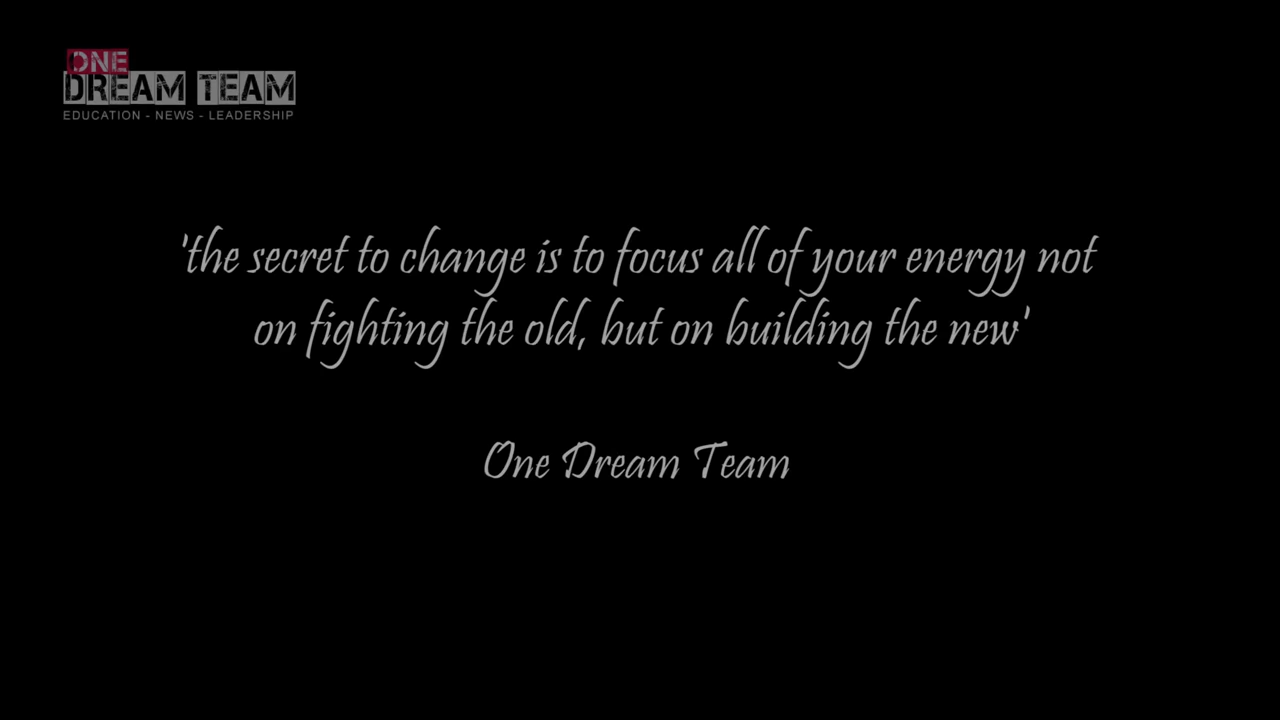 ONE
DREAM TEAM
EDUCATION - NEWS - LEADERSHIP
'the secret to change is to focus all of your energy not
on fighting the old, but on building the new'
One Dream Team